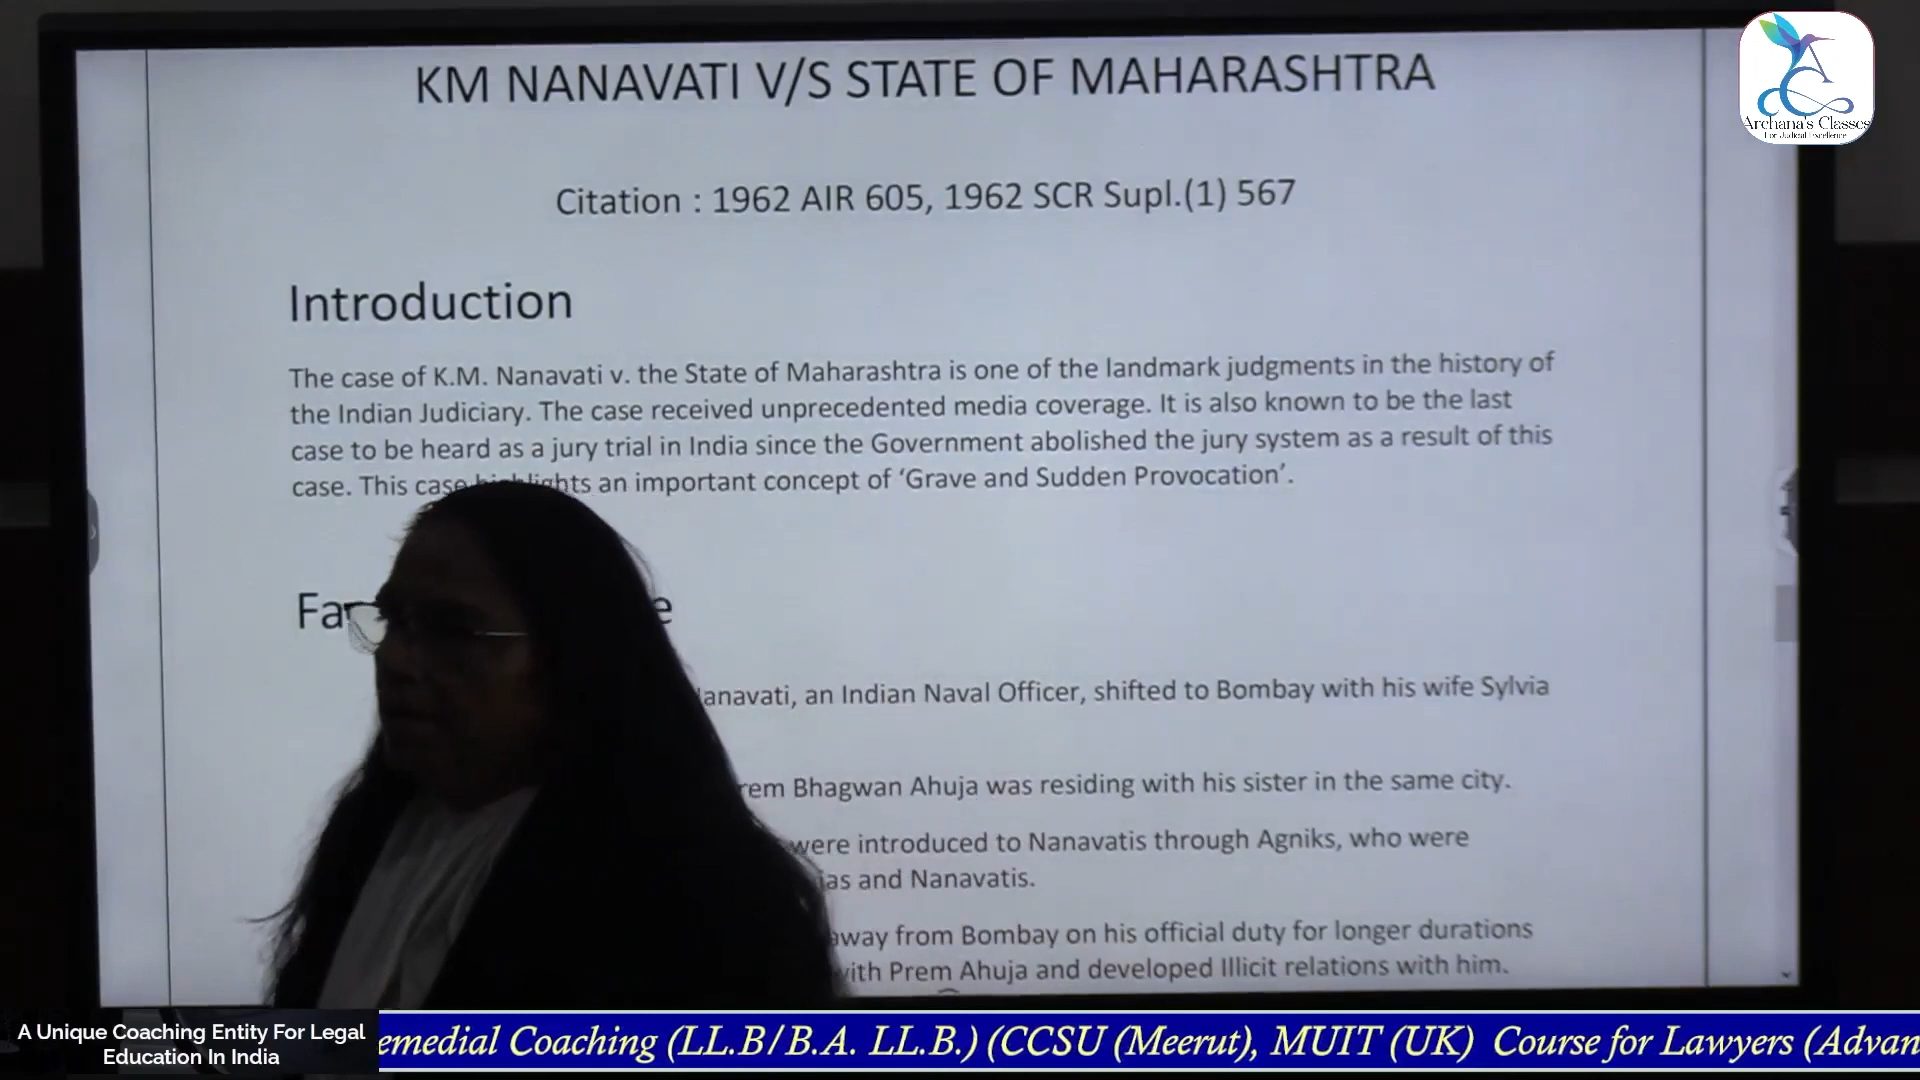 KM NANAVATI V/S STATE OF MAHARASHTRA
Archana's Classes
For Judicial Excellence
Citation : 1962 AIR 605, 1962 SCR Supl.(1) 567
Introduction
The case of K.M. Nanavati v. the State of Maharashtra is one of the landmark judgments in the history of
the Indian Judiciary. The case received unprecedented media coverage. It is also known to be the last
case to be heard as a jury trial in India since the Government abolished the jury system as a result of this
case. This case highlights an important concept of ‘Grave and Sudden Provocation’.
Fa e
anavati, an Indian Naval Officer, shifted to Bombay with his wife Sylvia
rem Bhagwan Ahuja was residing with his sister in the same city.
were introduced to Nanavatis through Agniks, who were
jas and Nanavatis.
away from Bombay on his official duty for longer durations
with Prem Ahuja and developed Illicit relations with him.
A Unique Coaching Entity For Legal
Education In India
emedial Coaching (LL.B/B.A. LL.B.) (CCSU (Meerut), MUIT (UK) Course for Lawyers (Advan